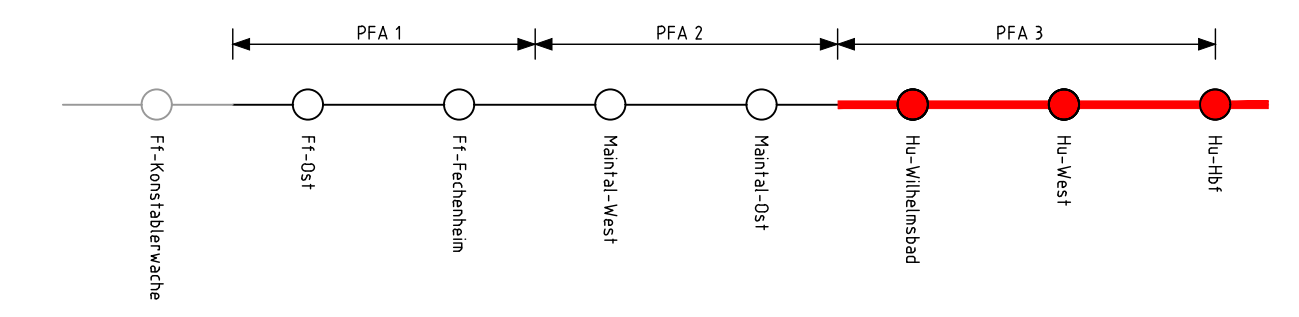 PFA 1
PFA 2
PFA 3
Ff-Konstablerwache
Ff-Ost
Ff-Fechenheim
Maintal-West
Maintal-Ost
Hu-Wilhelmsbad
Hu-West
Hu-Hbf